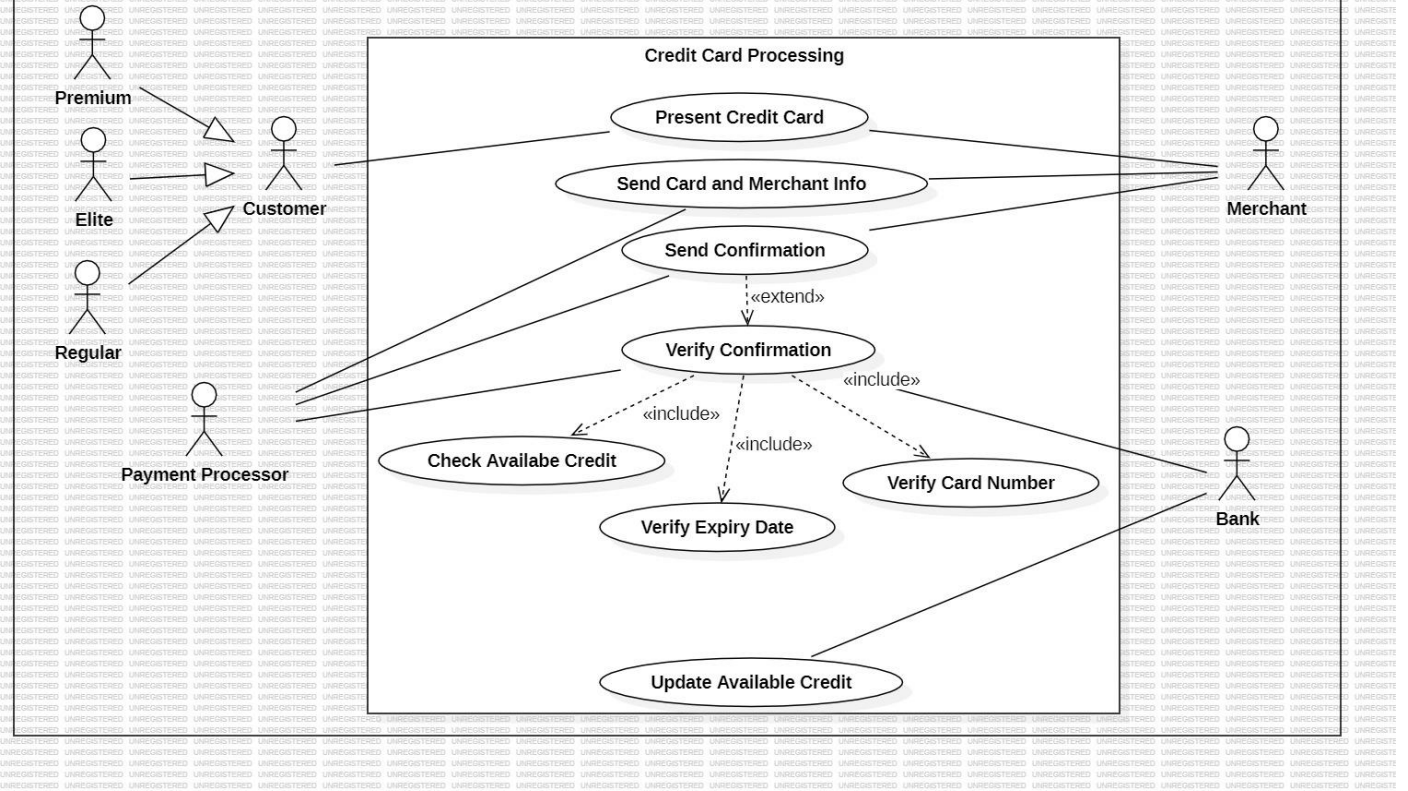 Credit Card Processing
Premium
Present Credit Card
Send Card and Merchant Info
Elite
Customer
Merchant
Send Confirmation
«extend»
Regular
Verify Confirmation
«include»
«include»
«include»
Payment Processor
Check Availabe Credit
Verify Card Number
Verify Expiry Date
Bank
Update Available Credit
UNREGISTERED